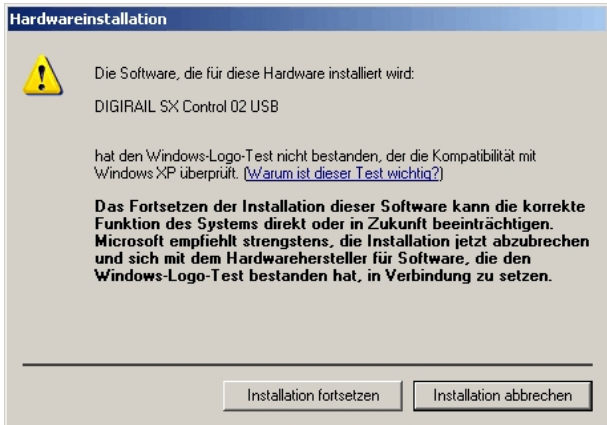 Hardwareinstallation
Die Software, die für diese Hardware installiert wird:
DIGIRAIL SX Control 02 USB
hat den Windows-Logo-Test nicht bestanden, der die Kompatibilität mit
Windows XP überprüft. (Warum ist dieser Test wichtig?)
Das Fortsetzen der Installation dieser Software kann die korrekte
Funktion des Systems direkt oder in Zukunft beeinträchtigen.
Microsoft empfiehlt strengstens, die Installation jetzt abzubrechen
und sich mit dem Hardwarehersteller für Software, die den
Windows-Logo-Test bestanden hat, in Verbindung zu setzen.
Installation fortsetzen Installation abbrechen